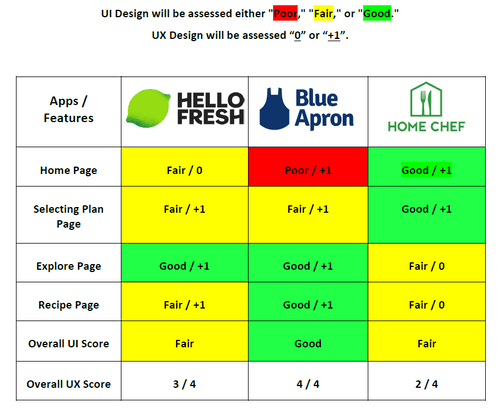 UI Design will be assessed either "Poor," "Fair," or "Good."
UX Design will be assessed “0” or “+1”.
Apps /
Features
HELLO
FRESH
Blue
Apron
HOME CHEF
Home Page
Fair / 0
Poor / +1
Good / +1
Selecting Plan
Page
Fair / +1
Fair / +1
Good / +1
Explore Page
Good / +1
Good / +1
Fair / 0
Recipe Page
Fair / +1
Good / +1
Fair / 0
Overall UI Score
Fair
Good
Fair
Overall UX Score
3 / 4
4 / 4
2 / 4